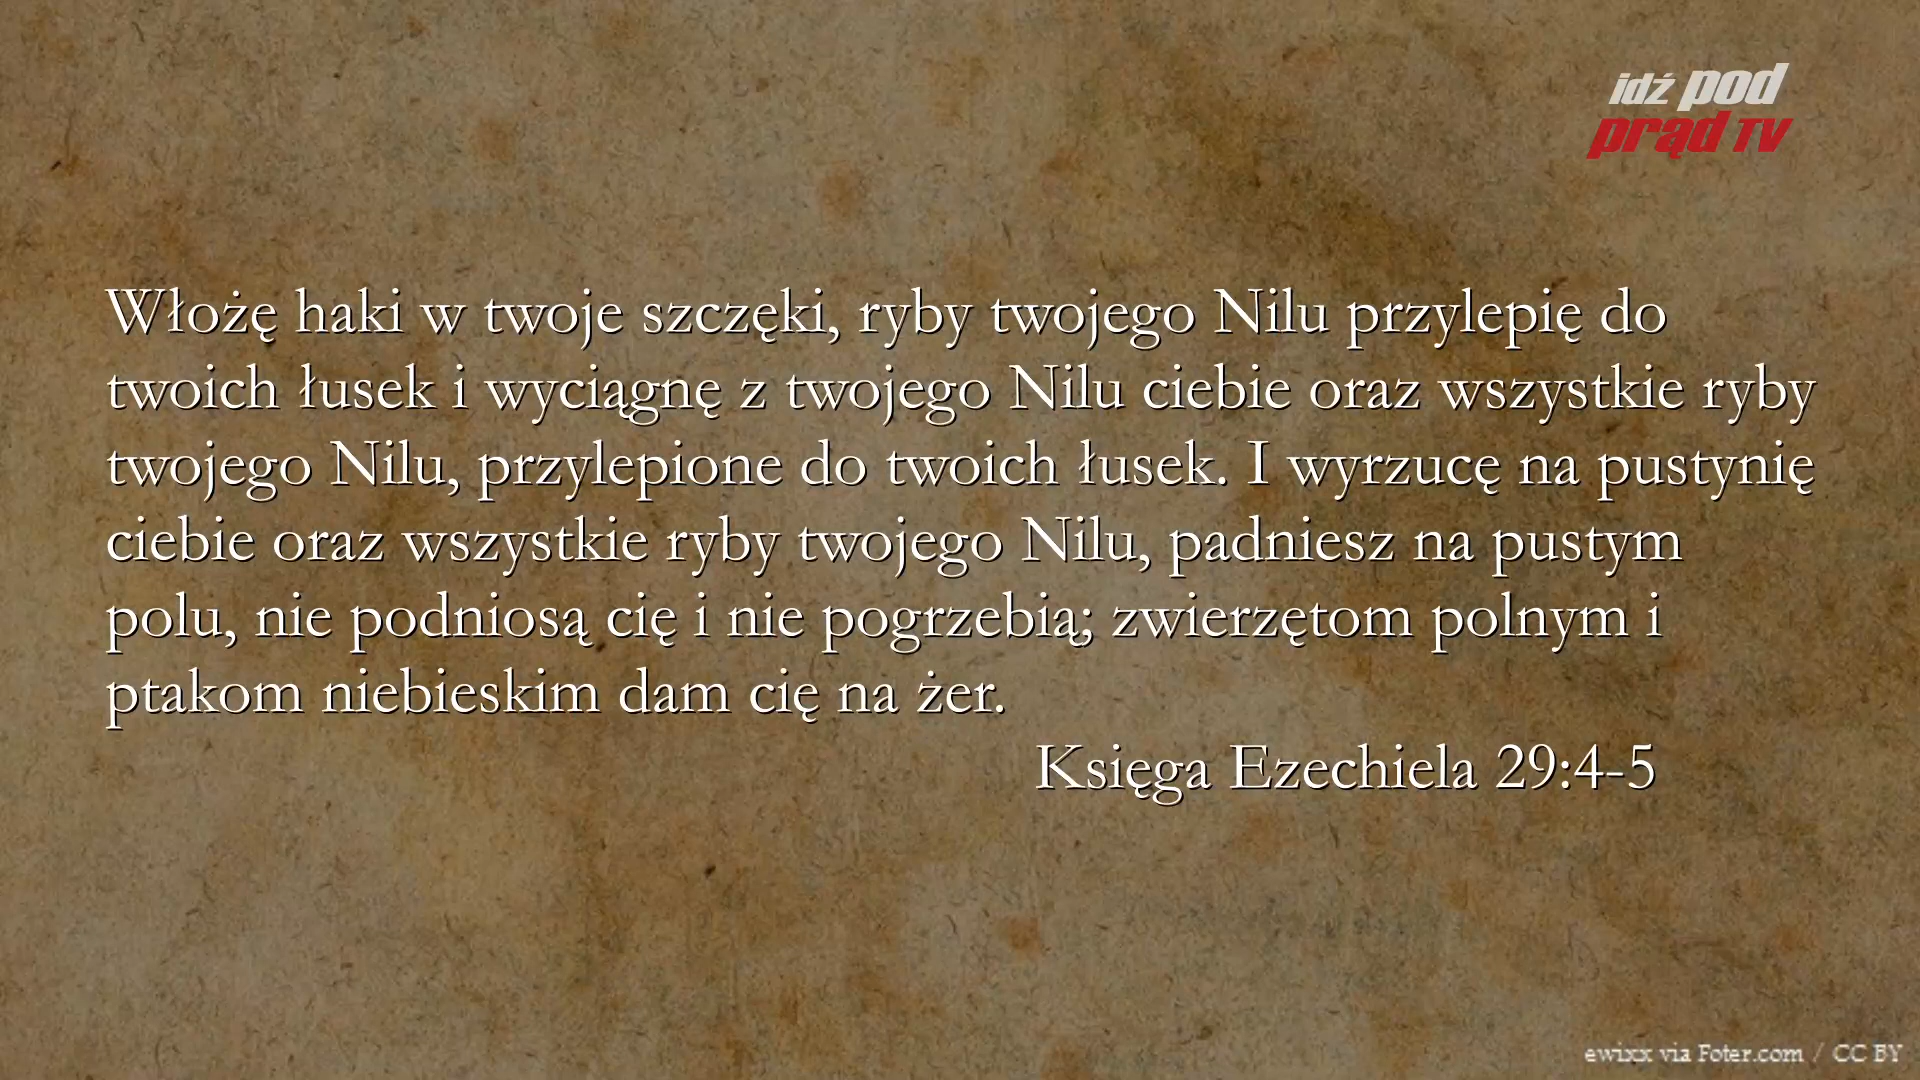 idź pod
prąd TV
Włożę haki w twoje szczęki, ryby twojego Nilu przylepię do
twoich łusek i wyciągnę z twojego Nilu ciebie oraz wszystkie ryby
twojego Nilu, przylepione do twoich łusek. I wyrzucę na pustynię
ciebie oraz wszystkie ryby twojego Nilu, padniesz na pustym
polu, nie podniosą cię i nie pogrzebią; zwierzętom polnym i
ptakom niebieskim dam cię na żer.
Księga Ezechiela 29:4-5
ewixx via Foter.com / CC BY